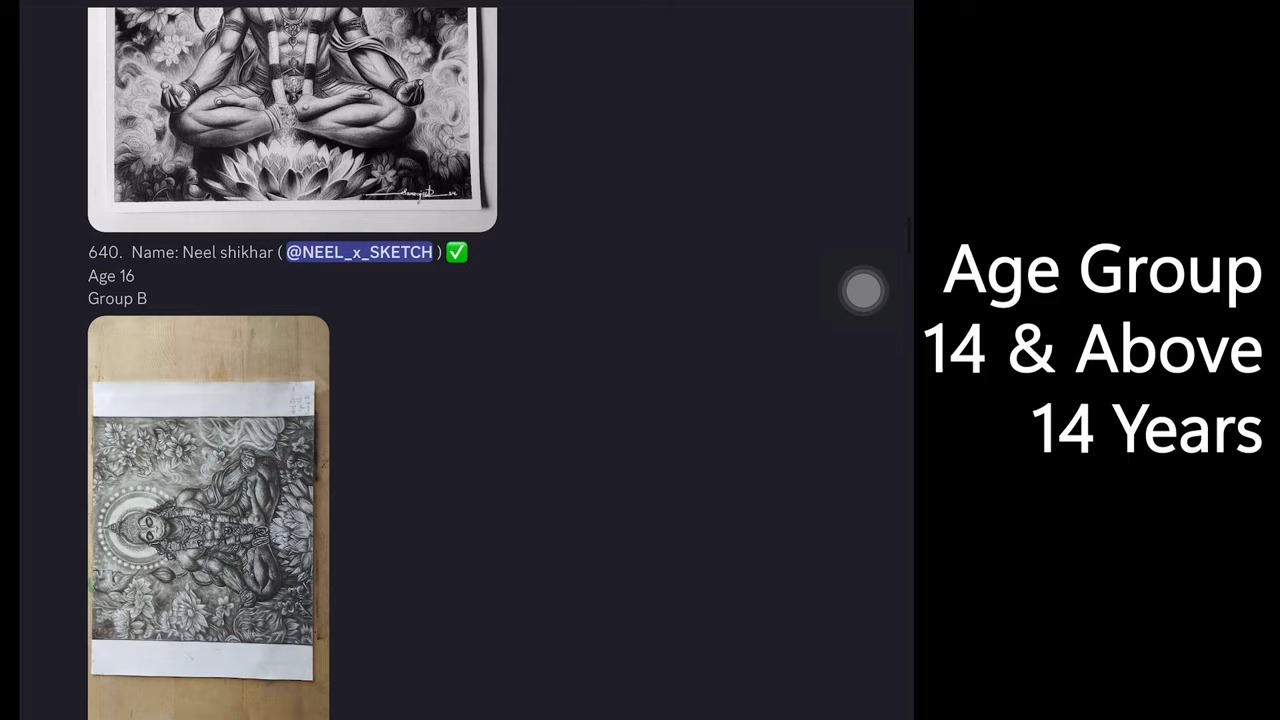 640. Name: Neel shikhar ( @NEEL_x_SKETCH ) ✅
Age 16
Group B
Age Group
14 & Above
14 Years